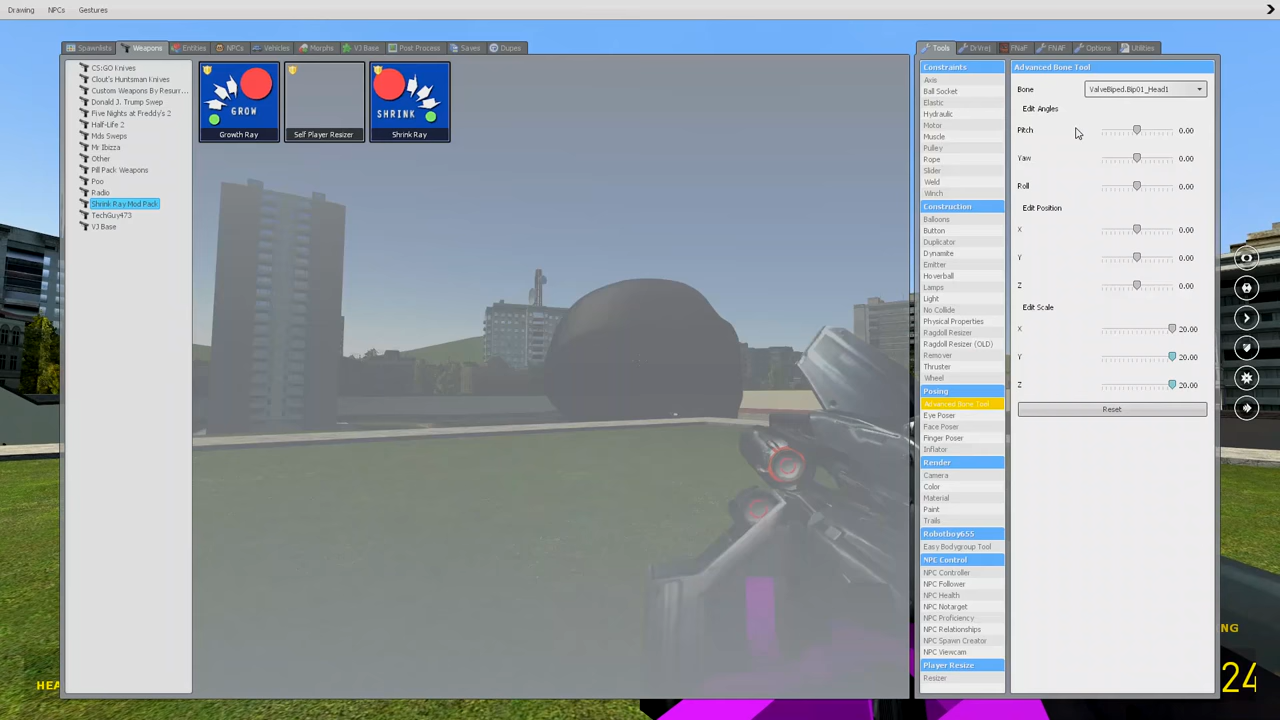 Drawing NPCs Gestures
Spawnlists Weapons Entities NPCs Vehicles Morphs VJ Base Post Process Saves Dupes
CS:GO Knives
Clout's Huntsman Knives
Custom Weapons By Resurr...
Donald J. Trump Swep
Five Nights at Freddy's 2
Half-Life 2
Mds Sweps
Mr Ibizza
Other
Pill Pack Weapons
Poo
Radio
Shrink Ray Mod Pack
TechGuy473
VJ Base
GROW
Growth Ray
Self Player Resizer
SHRINK
Shrink Ray
Tools DrVrej FNaF FNAF Options Utilities
Constraints
Axis
Ball Socket
Elastic
Hydraulic
Motor
Muscle
Pulley
Rope
Slider
Weld
Winch
Construction
Balloons
Button
Duplicator
Dynamite
Emitter
Hoverball
Lamps
Light
No Collide
Physical Properties
Ragdoll Resizer
Ragdoll Resizer (OLD)
Remover
Thruster
Wheel
Posing
Advanced Bone Tool
Eye Poser
Face Poser
Finger Poser
Inflator
Render
Camera
Color
Material
Paint
Trails
Robotboy655
Easy Bodygroup Tool
NPC Control
NPC Controller
NPC Follower
NPC Health
NPC Notarget
NPC Proficiency
NPC Relationships
NPC Spawn Creator
NPC Viewcam
Player Resize
Resizer
Advanced Bone Tool
Bone ValveBiped.Bip01_Head1
Edit Angles
Pitch 0.00
Yaw 0.00
Roll 0.00
Edit Position
X 0.00
Y 0.00
Z 0.00
Edit Scale
X 20.00
Y 20.00
Z 20.00
Reset
HEA
NG
24